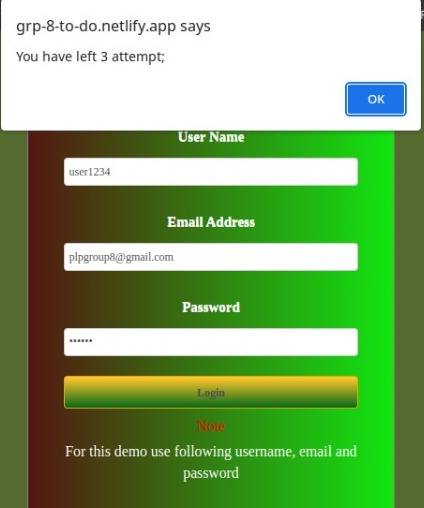 grp-8-to-do.netlify.app says
You have left 3 attempt;
OK
User Name
user1234
Email Address
plpgroup8@gmail.com
Password
••••••
Login
Note
For this demo use following username, email and
password